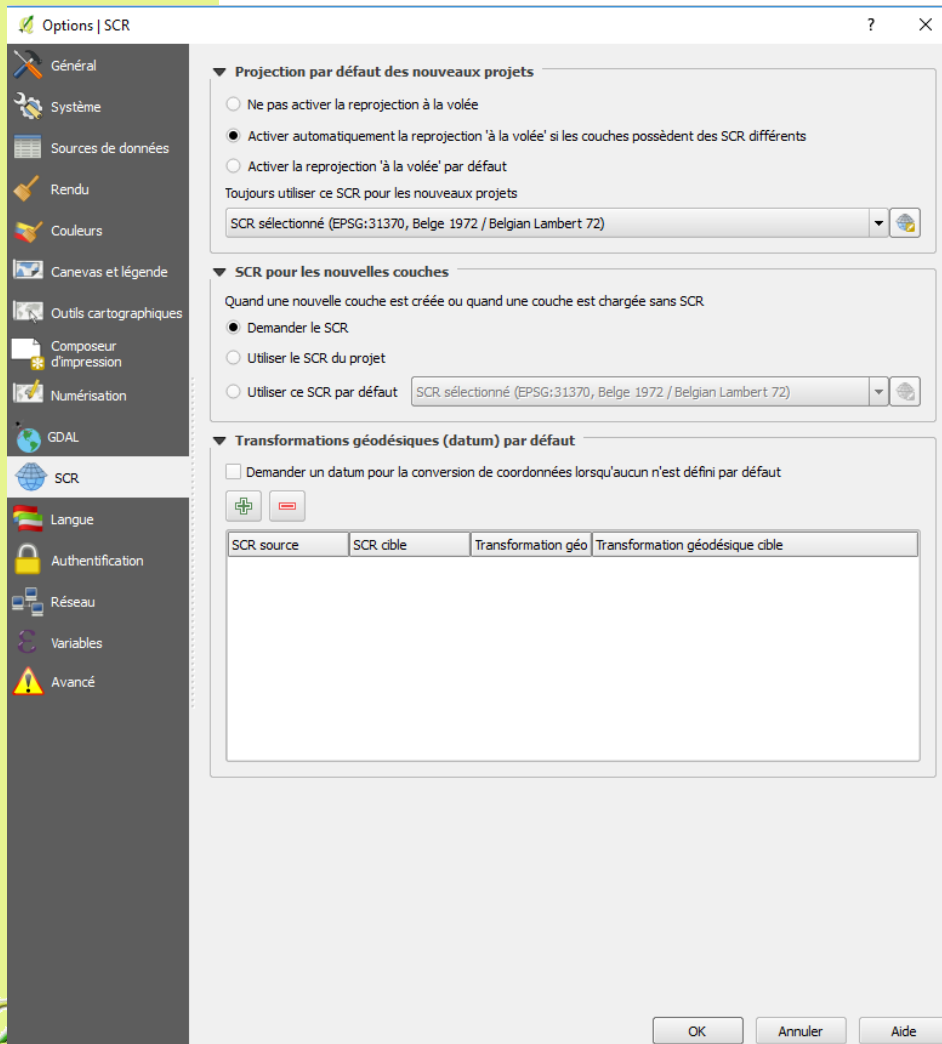 Options | SCR
?
Général
Système
Sources de données
Rendu
Couleurs
Canevas et légende
Outils cartographiques
Composeur
d'impression
Numérisation
GDAL
SCR
Langue
Authentification
Réseau
Variables
Avancé
Projection par défaut des nouveaux projets
Ne pas activer la reprojection à la volée
Activer automatiquement la reprojection 'à la volée' si les couches possèdent des SCR différents
Activer la reprojection 'à la volée' par défaut
Toujours utiliser ce SCR pour les nouveaux projets
SCR sélectionné (EPSG:31370, Belge 1972 / Belgian Lambert 72)
SCR pour les nouvelles couches
Quand une nouvelle couche est créée ou quand une couche est chargée sans SCR
Demander le SCR
Utiliser le SCR du projet
Utiliser ce SCR par défaut SCR sélectionné (EPSG:31370, Belge 1972 / Belgian Lambert 72)
Transformations géodésiques (datum) par défaut
Demander un datum pour la conversion de coordonnées lorsqu'aucun n'est défini par défaut
SCR source SCR cible Transformation géo Transformation géodésique cible
OK Annuler Aide